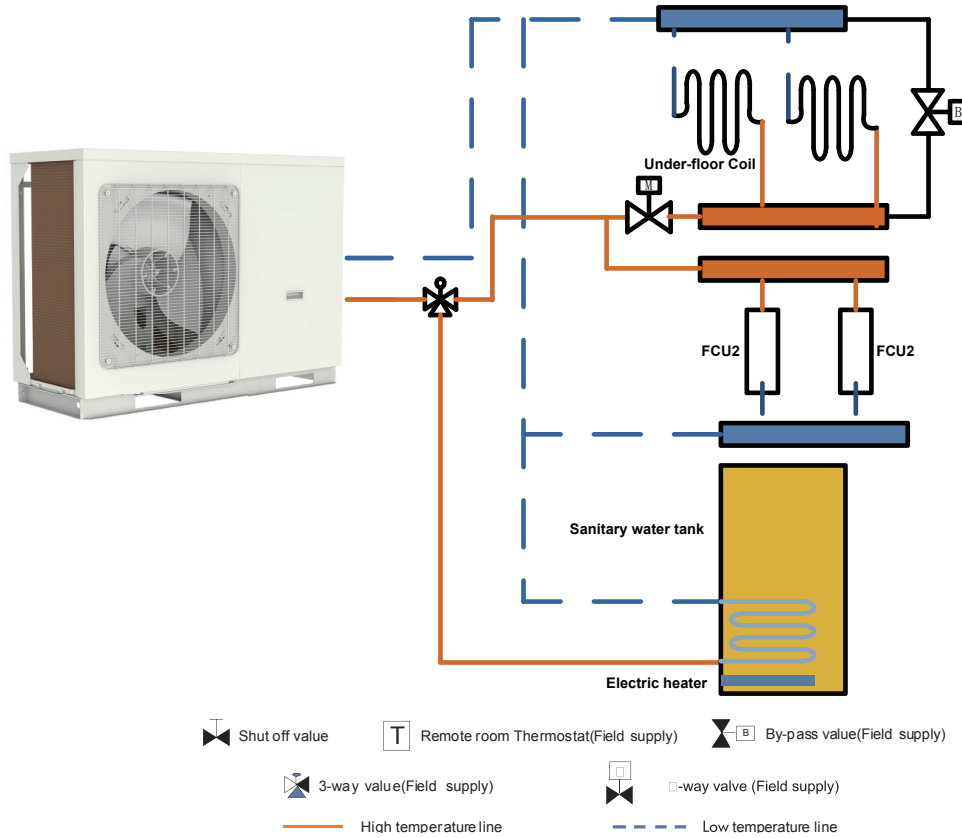 B
Under-floor Coil
M
FCU2
FCU2
Sanitary water tank
Electric heater
Shut off value
T
Remote room Thermostat(Field supply)
B
By-pass value(Field supply)
3-way value(Field supply)
□-way valve (Field supply)
High temperature line
Low temperature line